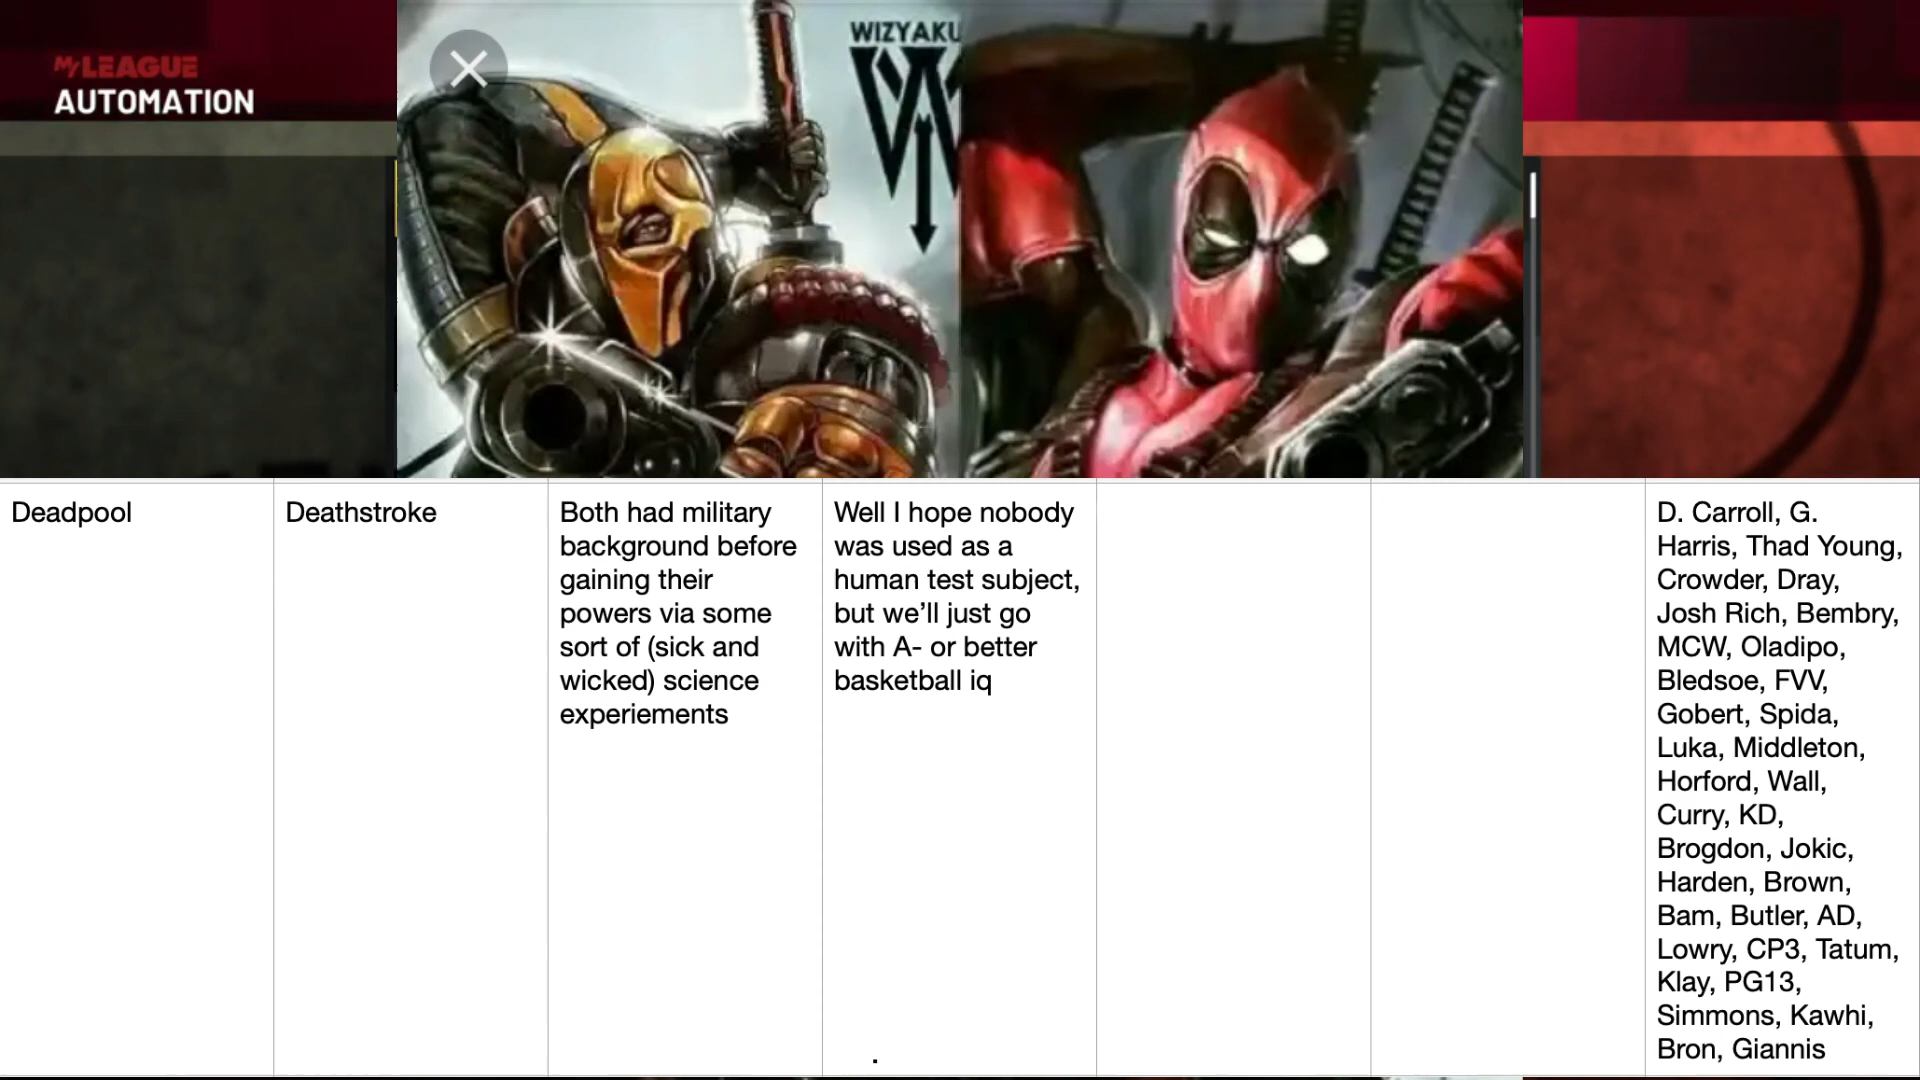 MyLEAGUE
AUTOMATION
WIZYAKU
Deadpool
Deathstroke
Both had military
background before
gaining their
powers via some
sort of (sick and
wicked) science
experiements
Well I hope nobody
was used as a
human test subject,
but we’ll just go
with A- or better
basketball iq
.
D. Carroll, G.
Harris, Thad Young,
Crowder, Dray,
Josh Rich, Bembry,
MCW, Oladipo,
Bledsoe, FVV,
Gobert, Spida,
Luka, Middleton,
Horford, Wall,
Curry, KD,
Brogdon, Jokic,
Harden, Brown,
Bam, Butler, AD,
Lowry, CP3, Tatum,
Klay, PG13,
Simmons, Kawhi,
Bron, Giannis